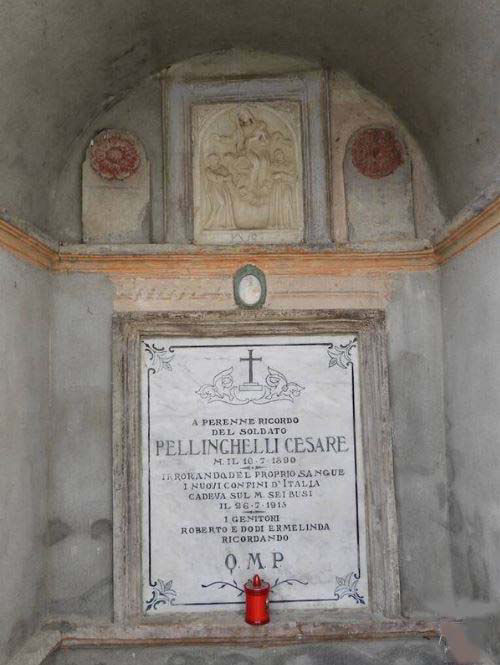 A PERENNE RICORDO
DEL SOLDATO
PELLINCHELLI CESARE
M. IL 10-7-1890
IRRORANDO DEL PROPRIO SANGUE
I NUOVI CONFINI D'ITALIA
CADEVA SUL M. SEI BUSI
IL 26-7-1915
I GENITORI
ROBERTO E DODI ERMELINDA
RICORDANDO
Q. M. P